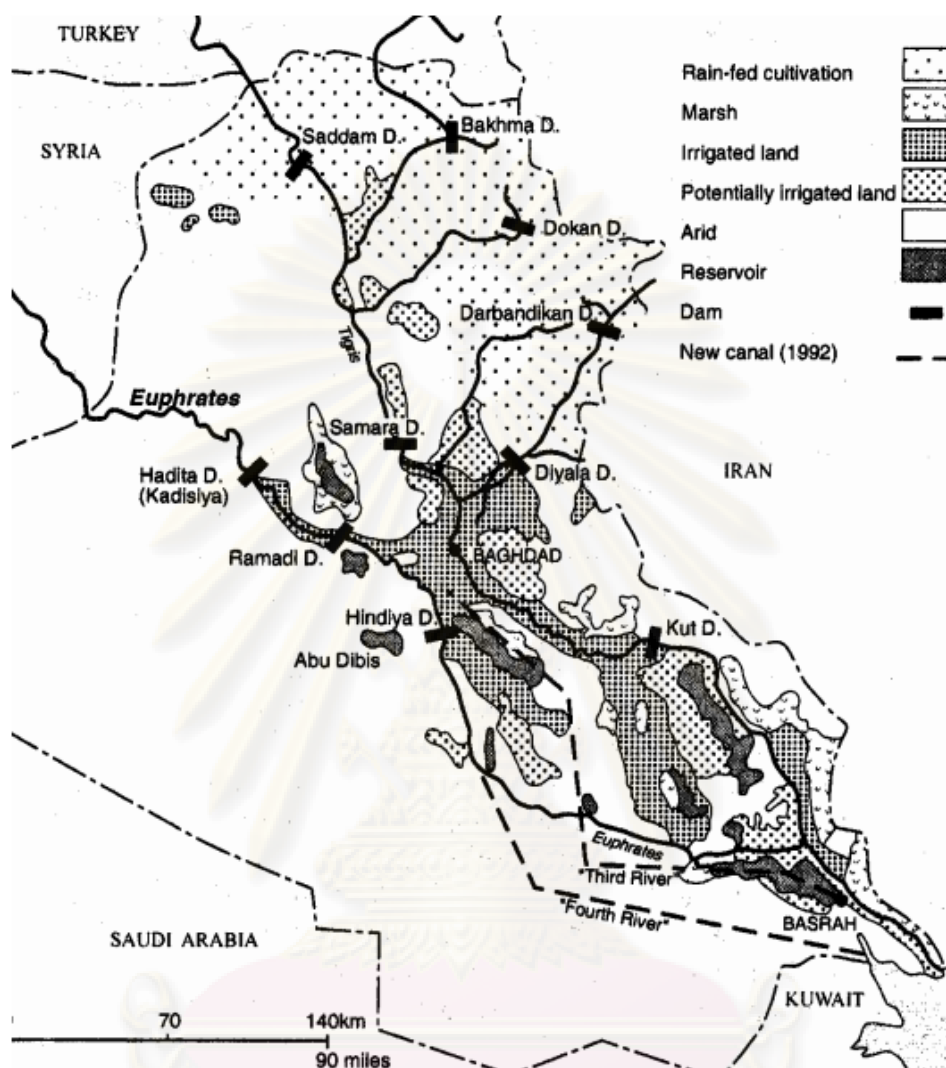 TURKEY
SYRIA
Saddam D.
Bakhma D.
Dokan D.
Darbandikan D.
Tigris
Euphrates
Samara D.
Hadita D.
(Kadisiya)
Diyala D.
IRAN
Ramadi D.
BAGHDAD
Hindiya D.
Kut D.
Abu Dibis
Euphrates
"Third River"
"Fourth River"
BASRAH
SAUDI ARABIA
KUWAIT
70 140km
90 miles
Rain-fed cultivation
Marsh
Irrigated land
Potentially irrigated land
Arid
Reservoir
Dam
New canal (1992)